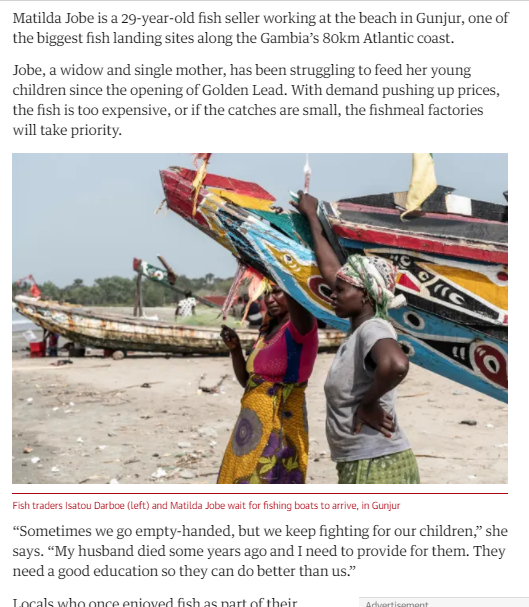 Matilda Jobe is a 29-year-old fish seller working at the beach in Gunjur, one of
the biggest fish landing sites along the Gambia’s 80km Atlantic coast.
Jobe, a widow and single mother, has been struggling to feed her young
children since the opening of Golden Lead. With demand pushing up prices,
the fish is too expensive, or if the catches are small, the fishmeal factories
will take priority.
Fish traders Isatou Darboe (left) and Matilda Jobe wait for fishing boats to arrive, in Gunjur
“Sometimes we go empty-handed, but we keep fighting for our children,” she
says. “My husband died some years ago and I need to provide for them. They
need a good education so they can do better than us.”
Locals who once enjoyed fish as part of their
Advertisement